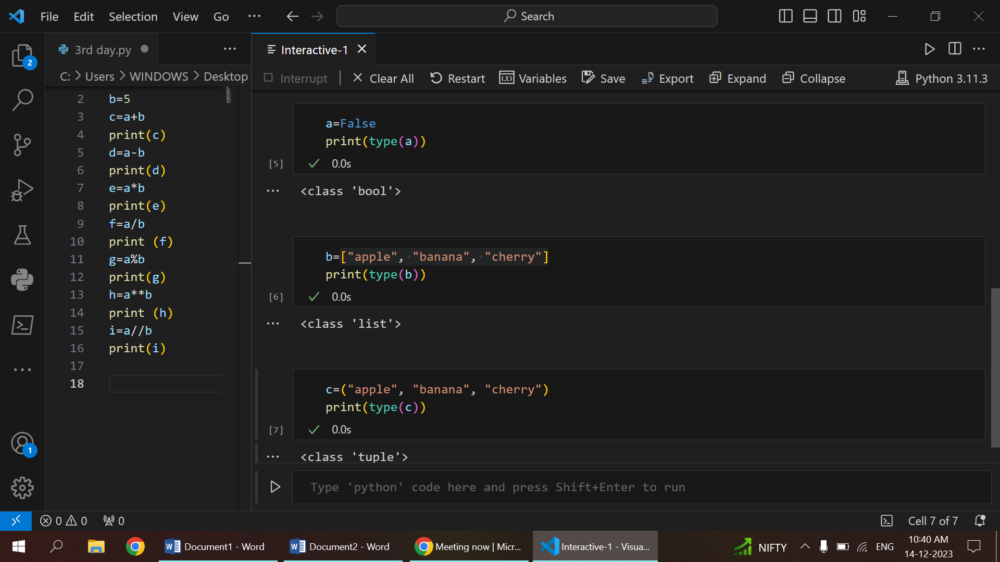 File Edit Selection View Go ··· Search
2
3rd day.py ···
Interactive-1
C: > Users > WINDOWS > Desktop
Interrupt | Clear All Restart Variables Save Export Expand Collapse Python 3.11.3
2 b=5
3 c=a+b
4 print(c)
5 d=a-b
6 print(d)
7 e=a*b
8 print(e)
9 f=a/b
10 print (f)
11 g=a%b
12 print(g)
13 h=a**b
14 print (h)
15 i=a//b
16 print(i)
17
18
1
a=False
print(type(a))
[5] 0.0s
··· <class 'bool'>
b=["apple", "banana", "cherry"]
print(type(b))
[6] 0.0s
··· <class 'list'>
c=("apple", "banana", "cherry")
print(type(c))
[7] 0.0s
··· <class 'tuple'>
Type 'python' code here and press Shift+Enter to run
0 0 0 Cell 7 of 7
Document1 - Word Document2 - Word Meeting now | Micr... Interactive-1 - Visua... NIFTY ENG 10:40 AM
14-12-2023